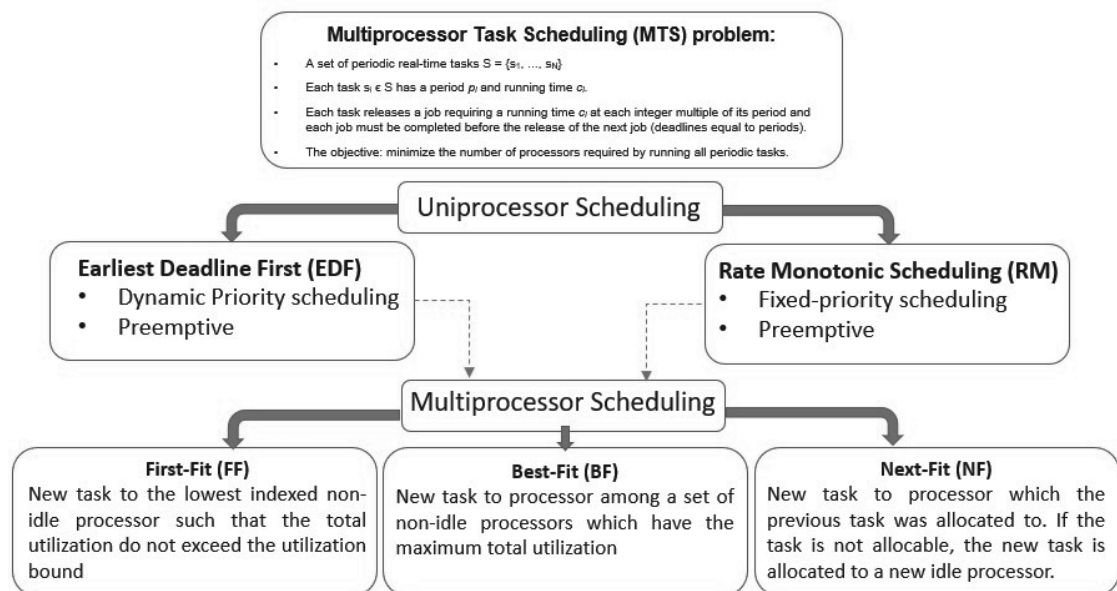 Multiprocessor Task Scheduling (MTS) problem:
- A set of periodic real-time tasks S = {s₁, ..., sₙ}
- Each task sᵢ ϵ S has a period pᵢ and running time cᵢ.
- Each task releases a job requiring a running time cᵢ at each integer multiple of its period and
each job must be completed before the release of the next job (deadlines equal to periods).
- The objective: minimize the number of processors required by running all periodic tasks.
Uniprocessor Scheduling
Earliest Deadline First (EDF)
• Dynamic Priority scheduling
• Preemptive
Rate Monotonic Scheduling (RM)
• Fixed-priority scheduling
• Preemptive
Multiprocessor Scheduling
First-Fit (FF)
New task to the lowest indexed non-
idle processor such that the total
utilization do not exceed the utilization
bound
Best-Fit (BF)
New task to processor among a set of
non-idle processors which have the
maximum total utilization
Next-Fit (NF)
New task to processor which the
previous task was allocated to. If the
task is not allocable, the new task is
allocated to a new idle processor.